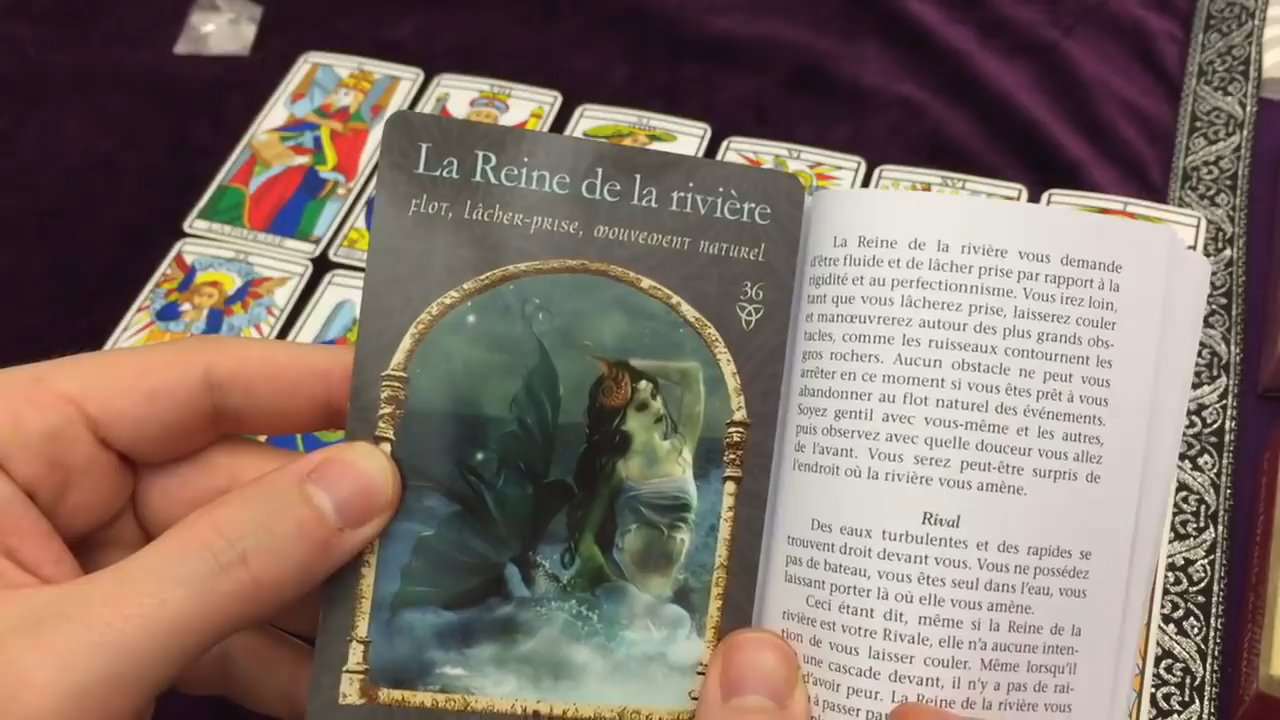 La Reine de la rivière
flot, lâcher-prise, mouvement naturel
36
La Reine de la rivière vous demande
d'être fluide et de lâcher prise par rapport à la
rigidité et au perfectionnisme. Vous irez loin,
tant que vous lâcherez prise, laisserez couler
et manœuvrerez autour des plus grands obs-
tacles, comme les ruisseaux contournent les
gros rochers. Aucun obstacle ne peut vous
arrêter en ce moment si vous êtes prêt à vous
abandonner au flot naturel des événements.
Soyez gentil avec vous-même et les autres,
puis observez avec quelle douceur vous allez
de l'avant. Vous serez peut-être surpris de
l'endroit où la rivière vous amène.
Rival
Des eaux turbulentes et des rapides se
trouvent droit devant vous. Vous ne possédez
pas de bateau, vous êtes seul dans l'eau, vous
laissant porter là où elle vous amène.
Ceci étant dit, même si la Reine de la
rivière est votre Rivale, elle n'a aucune inten-
tion de vous laisser couler. Même lorsqu'il
une cascade devant, il n'y a pas de rai-
d'avoir peur. La Reine de la rivière vous
à passer